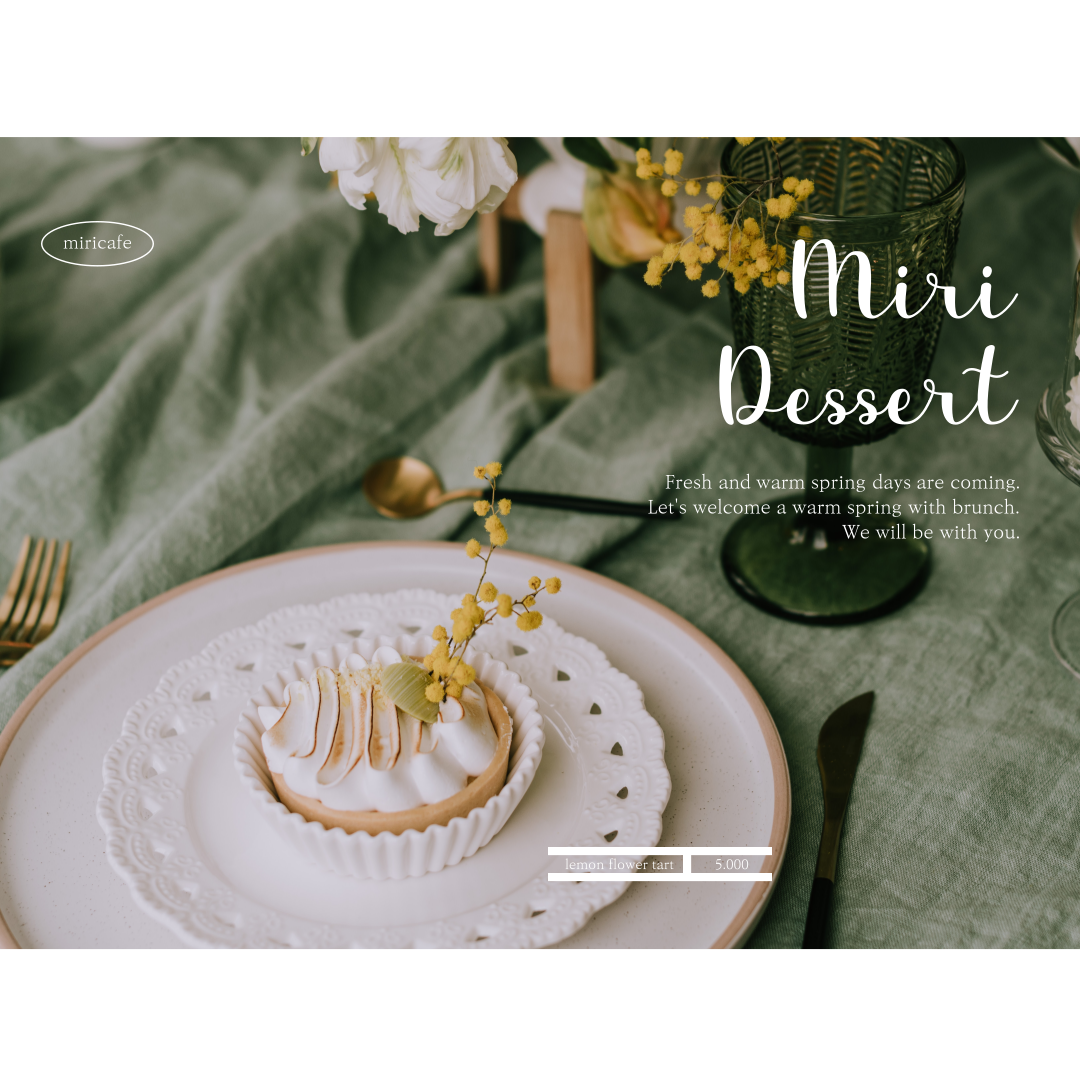 miricafe
Miri
Dessert
Fresh and warm spring days are coming.
Let's welcome a warm spring with brunch.
We will be with you.
lemon flower tart 5.000